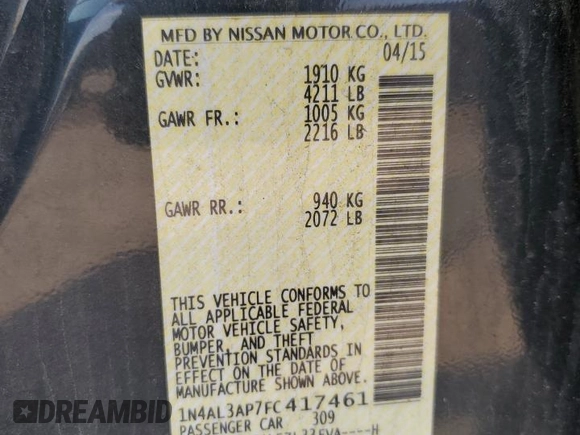 MFD BY NISSAN MOTOR CO., LTD.
DATE: 04/15
GVWR: 1910 KG
4211 LB
GAWR FR.: 1005 KG
2216 LB
GAWR RR.: 940 KG
2072 LB
THIS VEHICLE CONFORMS TO
ALL APPLICABLE FEDERAL
MOTOR VEHICLE SAFETY,
BUMPER, AND THEFT
PREVENTION STANDARDS IN
EFFECT ON THE DATE OF
MANUFACTURE SHOWN ABOVE.
1N4AL3AP7FC417461
PASSENGER CAR 309
DREAMBID